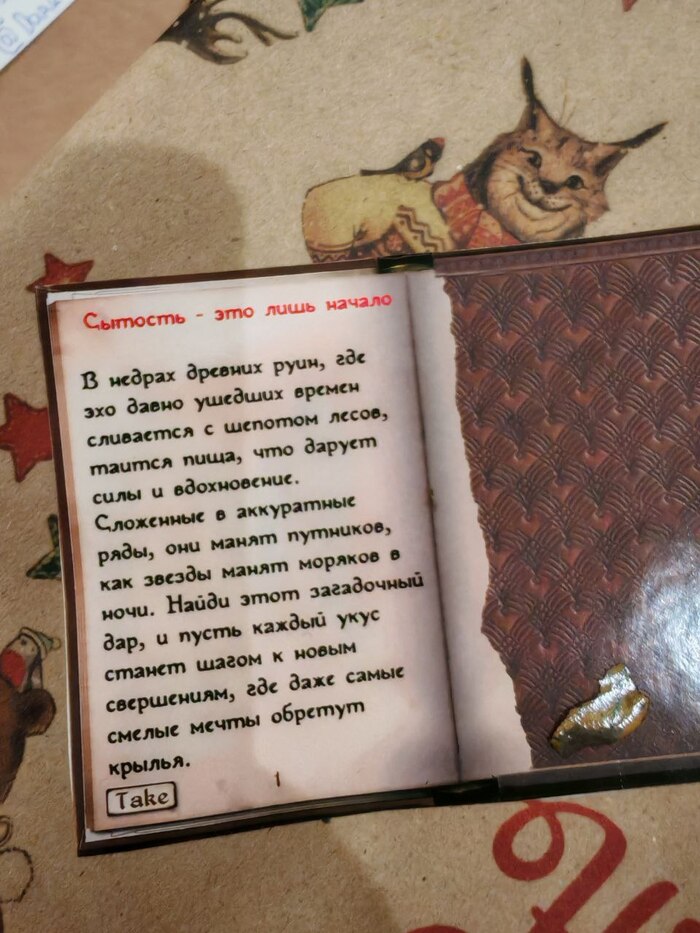 Сытость - это лишь начало
В недрах древних руин, где
эхо давно ушедших времен
сливается с шепотом лесов,
таится пища, что дарует
силы и вдохновение.
Сложенные в аккуратные
ряды, они манят путников,
как звезды манят моряков в
ночи. Найди этот загадочный
дар, и пусть каждый укус
станет шагом к новым
свершениям, где даже самые
смелые мечты обретут
крылья.
Take
1